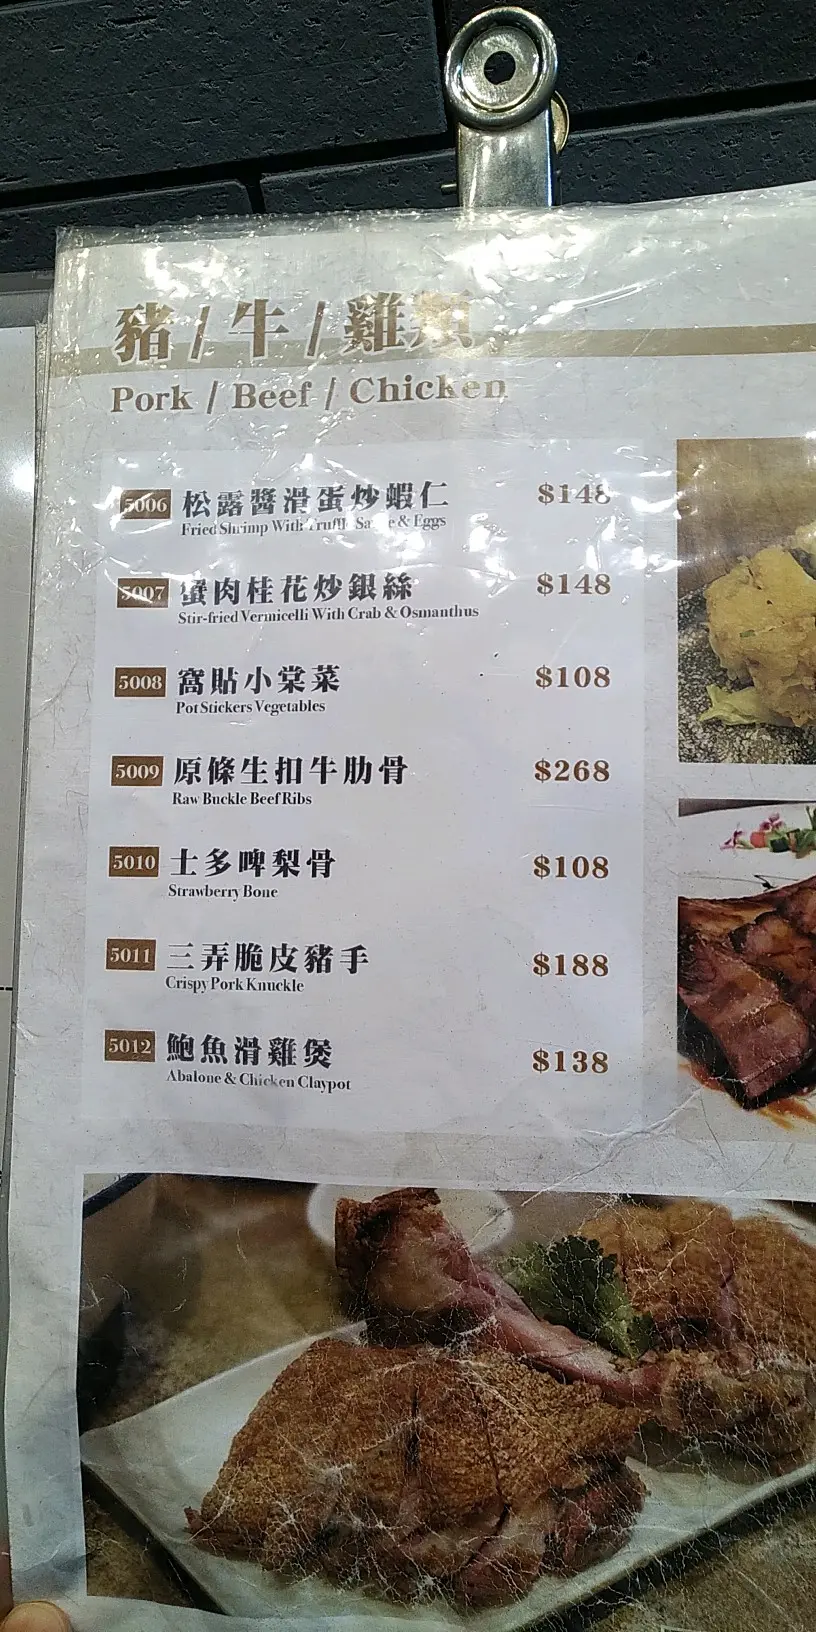 豬 / 牛 / 雞類
Pork / Beef / Chicken
5006 松露醬滑蛋炒蝦仁 $148
Fried Shrimp With Truffle Sauce & Eggs
5007 蟹肉桂花炒銀絲 $148
Stir-fried Vermicelli With Crab & Osmanthus
5008 窩貼小棠菜 $108
Pot Stickers Vegetables
5009 原條生扣牛肋骨 $268
Raw Buckle Beef Ribs
5010 士多啤梨骨 $108
Strawberry Bone
5011 三弄脆皮豬手 $188
Crispy Pork Knuckle
5012 鮑魚滑雞煲 $138
Abalone & Chicken Claypot